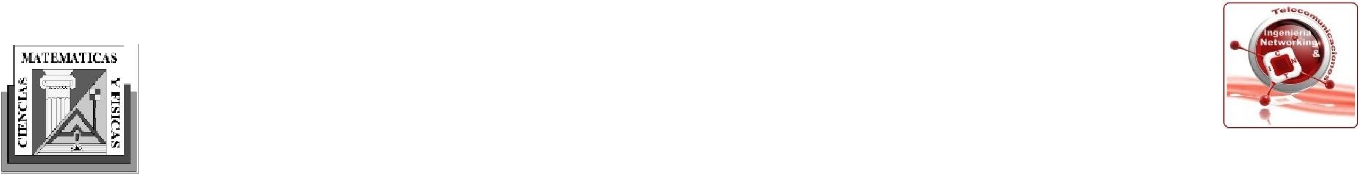 MATEMATICAS
CIENCIAS
Y FISICAS
Telecomunicaciones
Ingeniería
Networking